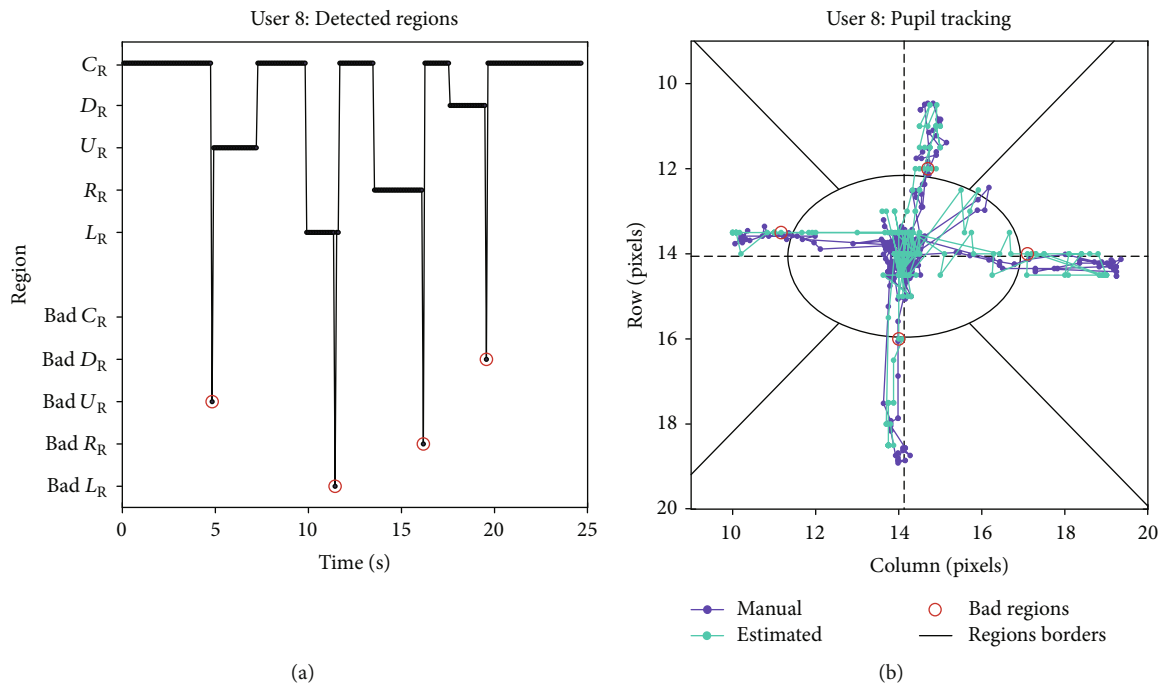 User 8: Detected regions
Region
C_R
D_R
U_R
R_R
L_R
Bad C_R
Bad D_R
Bad U_R
Bad R_R
Bad L_R
0 5 10 15 20 25
Time (s)
(a)
User 8: Pupil tracking
Row (pixels)
10
12
14
16
18
20
10 12 14 16 18 20
Column (pixels)
Manual Bad regions
Estimated Regions borders
(b)